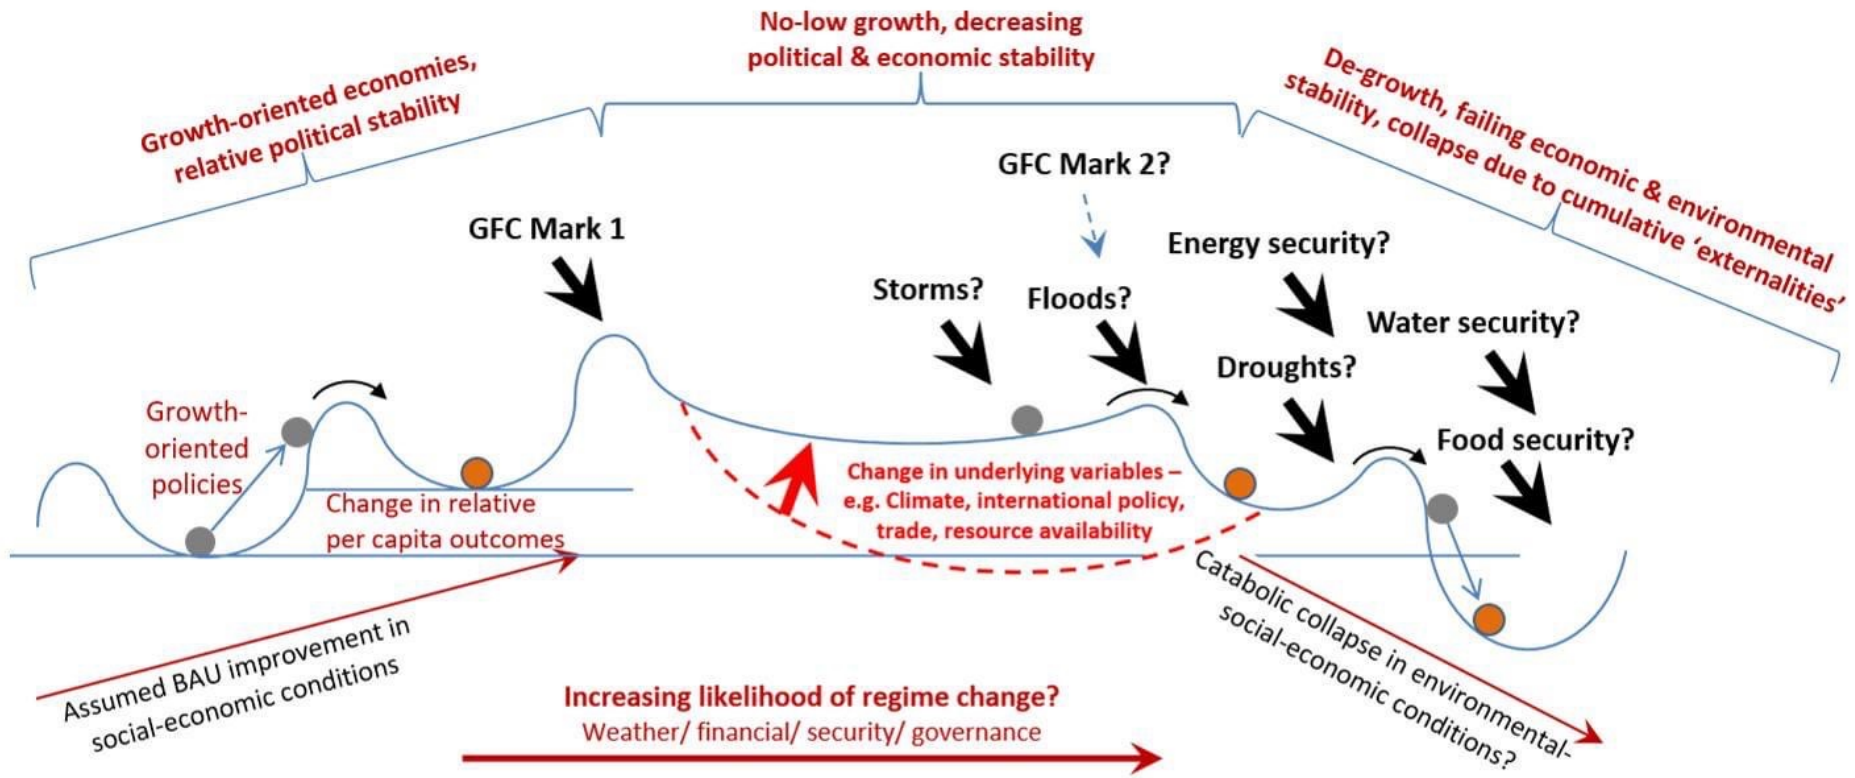 No-low growth, decreasing
political & economic stability
Growth-oriented economies,
relative political stability
De-growth, failing economic & environmental
stability, collapse due to cumulative ‘externalities’
GFC Mark 1
GFC Mark 2?
Storms?
Floods?
Energy security?
Droughts?
Water security?
Food security?
Growth-
oriented
policies
Change in relative
per capita outcomes
Change in underlying variables –
e.g. Climate, international policy,
trade, resource availability
Assumed BAU improvement in
social-economic conditions
Increasing likelihood of regime change?
Weather/ financial/ security/ governance
Catabolic collapse in environmental-
social-economic conditions?